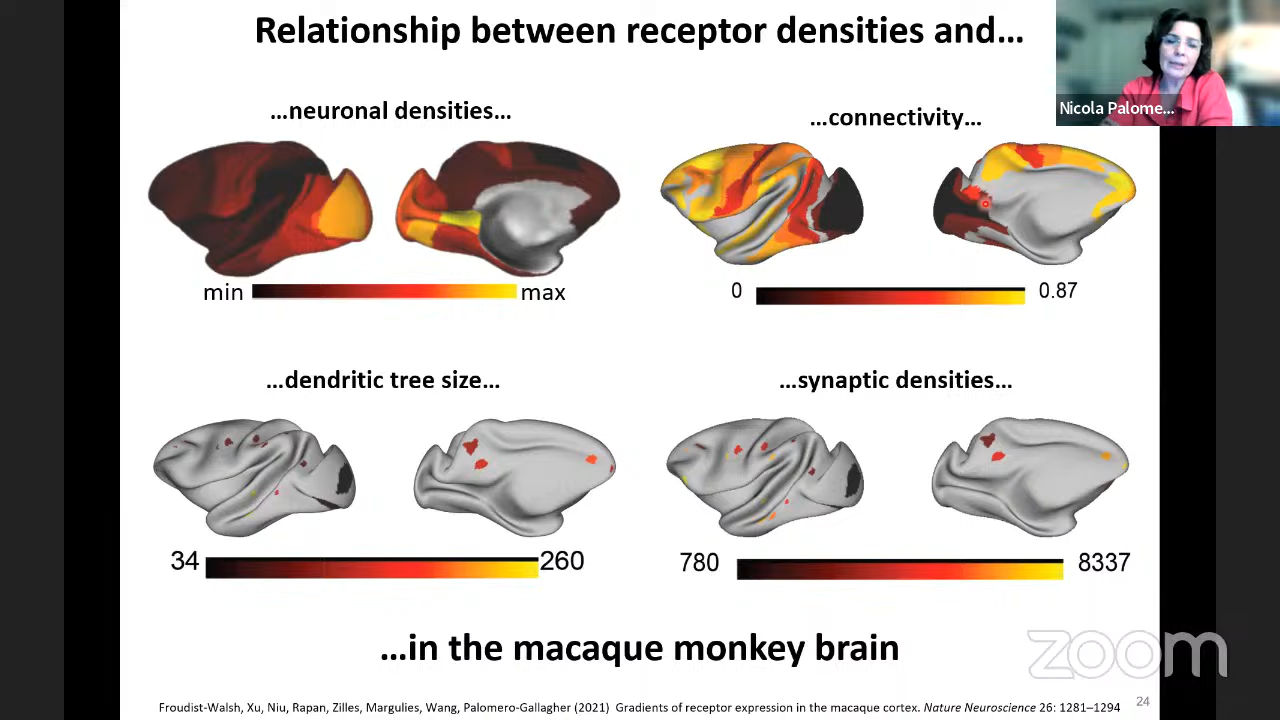 Relationship between receptor densities and…
Nicola Palome...
…neuronal densities…
…connectivity…
min
max
0
0.87
…dendritic tree size…
…synaptic densities…
34
260
780
8337
…in the macaque monkey brain
zoom
Froudist-Walsh, Xu, Niu, Rapan, Zilles, Margulies, Wang, Palomero-Gallagher (2021) Gradients of receptor expression in the macaque cortex. Nature Neuroscience 26: 1281–1294
24